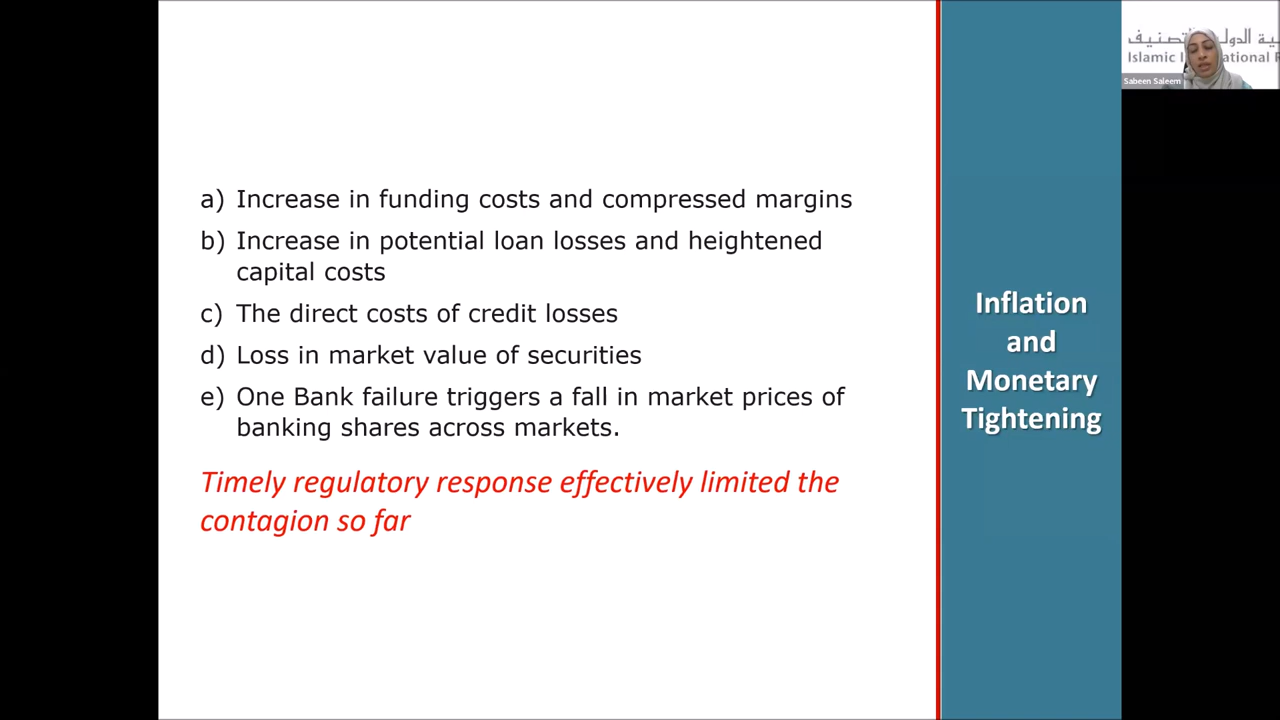 a) Increase in funding costs and compressed margins
b) Increase in potential loan losses and heightened
capital costs
c) The direct costs of credit losses
d) Loss in market value of securities
e) One Bank failure triggers a fall in market prices of
banking shares across markets.
Timely regulatory response effectively limited the
contagion so far
Inflation
and
Monetary
Tightening
Islamic
Sabeen Saleem